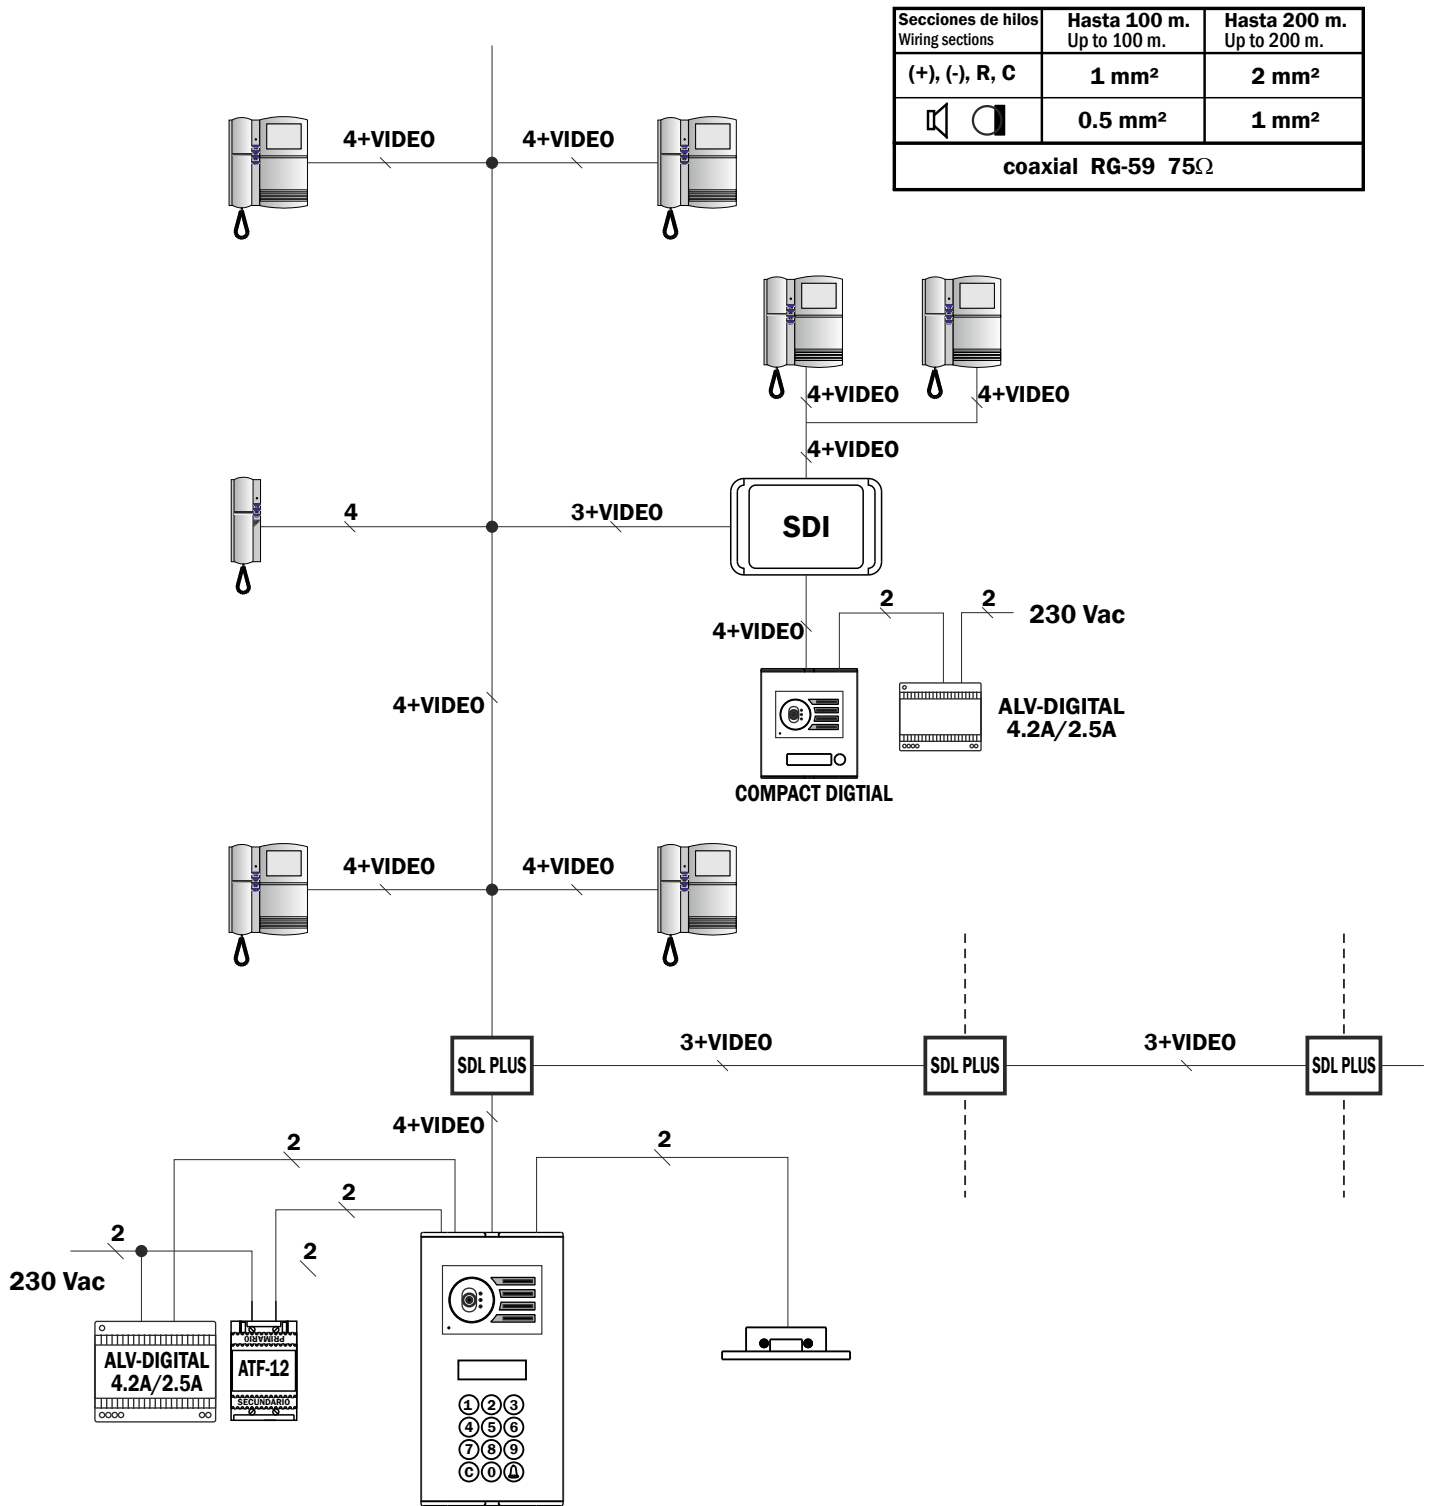 Secciones de hilos Hasta 100 m. Hasta 200 m.
Wiring sections Up to 100 m. Up to 200 m.
(+), (-), R, C 1 mm² 2 mm²
0.5 mm² 1 mm²
coaxial RG-59 75Ω
4+VIDEO 4+VIDEO
4+VIDEO 4+VIDEO
4+VIDEO
4 3+VIDEO SDI
2 2 230 Vac
4+VIDEO
4+VIDEO ALV-DIGITAL
4.2A/2.5A
COMPACT DIGTIAL
4+VIDEO 4+VIDEO
3+VIDEO 3+VIDEO
SDL PLUS SDL PLUS SDL PLUS
4+VIDEO
2 2
2
2 2
230 Vac
PRIMARIO
ALV-DIGITAL ATF-12
4.2A/2.5A
SECUNDARIO
1 2 3
4 5 6
7 8 9
C 0